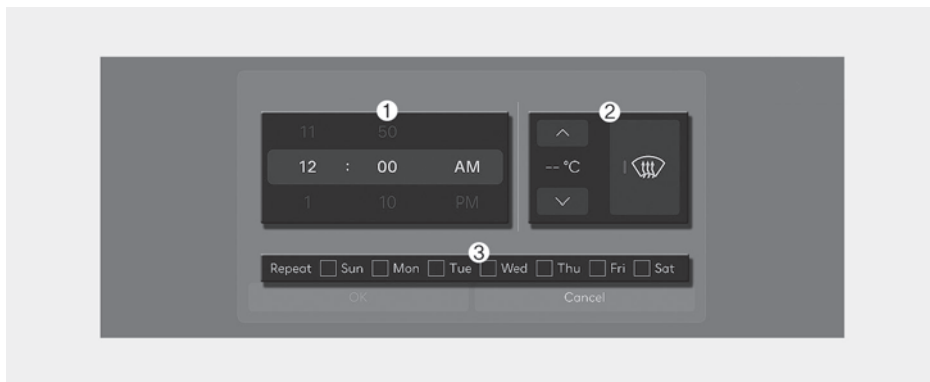 1
2
11 50
12 : 00 AM
-- °C
1 10 PM
3
Repeat Sun Mon Tue Wed Thu Fri Sat
OK Cancel